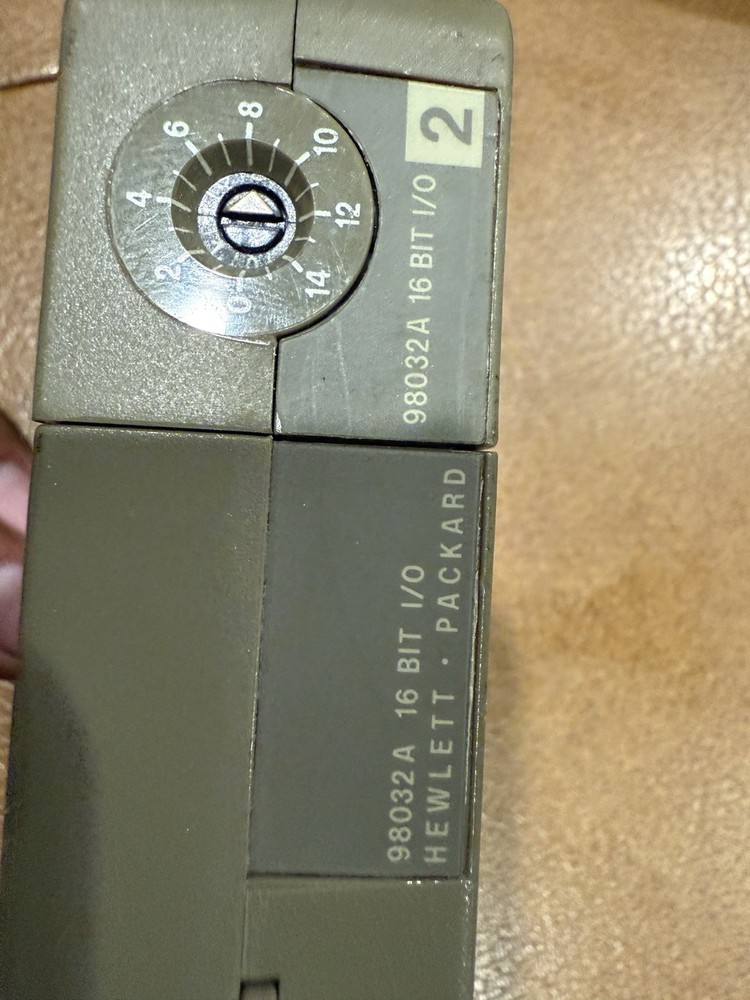 0 2 4 6 8 10 12 14
98032A 16 BIT I/O 2
98032A 16 BIT I/O
HEWLETT · PACKARD